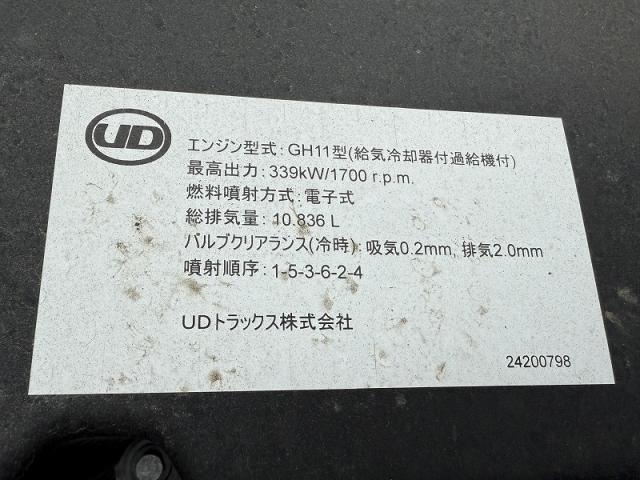 UD
エンジン型式: GH11型(給気冷却器付過給機付)
最高出力: 339kW/1700 r.p.m.
燃料噴射方式: 電子式
総排気量: 10.836 L
バルブクリアランス(冷時): 吸気0.2mm, 排気2.0mm
噴射順序: 1-5-3-6-2-4
UDトラックス株式会社
24200798